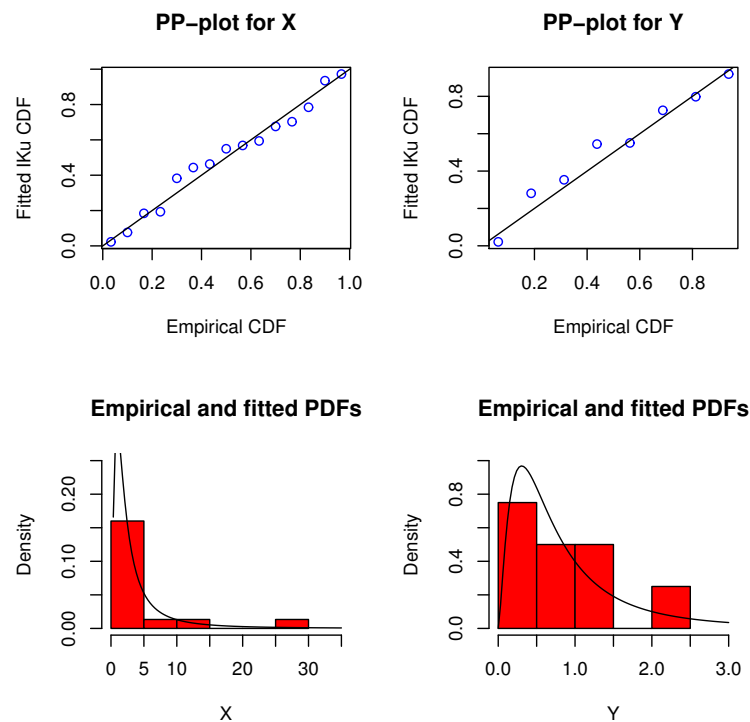 PP−plot for X
Fitted IKu CDF
0.0 0.4 0.8
0.0 0.2 0.4 0.6 0.8 1.0
Empirical CDF
PP−plot for Y
Fitted IKu CDF
0.0 0.4 0.8
0.2 0.4 0.6 0.8
Empirical CDF
Empirical and fitted PDFs
Density
0.00 0.10 0.20
0 5 10 20 30
X
Empirical and fitted PDFs
Density
0.0 0.4 0.8
0.0 1.0 2.0 3.0
Y